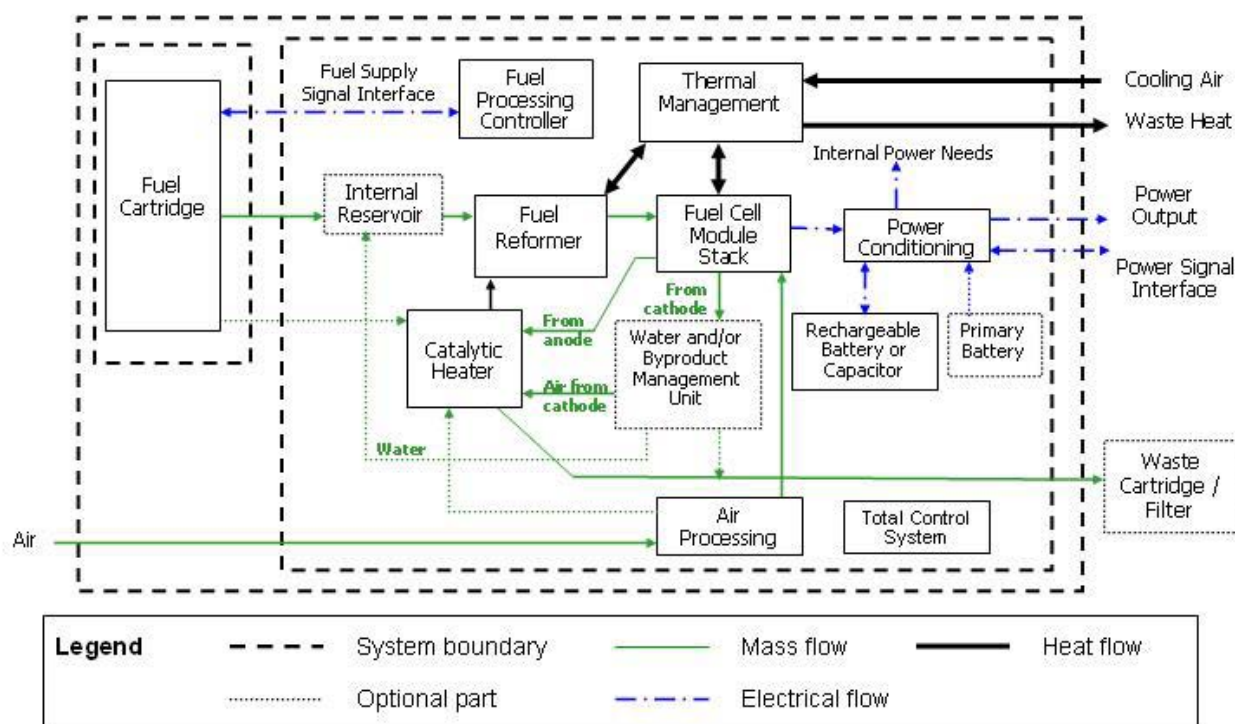 Fuel Supply
Signal Interface
Fuel
Processing
Controller
Thermal
Management
Cooling Air
Waste Heat
Internal Power Needs
Fuel
Cartridge
Internal
Reservoir
Fuel
Reformer
Fuel Cell
Module
Stack
Power
Conditioning
Power
Output
Power Signal
Interface
From
cathode
From
anode
Catalytic
Heater
Water and/or
Byproduct
Management
Unit
Rechargeable
Battery or
Capacitor
Primary
Battery
Air from
cathode
Water
Waste
Cartridge /
Filter
Air
Air
Processing
Total Control
System
Legend
System boundary
Mass flow
Heat flow
Optional part
Electrical flow